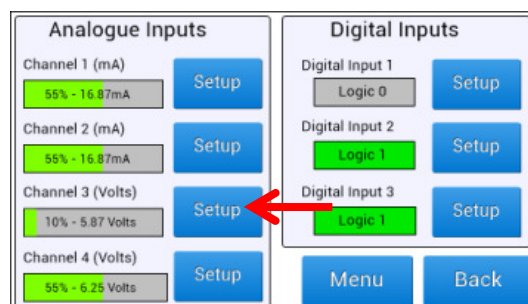 Analogue Inputs
Channel 1 (mA)
55% - 16.87mA
Setup
Channel 2 (mA)
55% - 16.87mA
Setup
Channel 3 (Volts)
10% - 5.87 Volts
Setup
Channel 4 (Volts)
55% - 6.25 Volts
Setup
Digital Inputs
Digital Input 1
Logic 0
Setup
Digital Input 2
Logic 1
Setup
Digital Input 3
Logic 1
Setup
Menu
Back